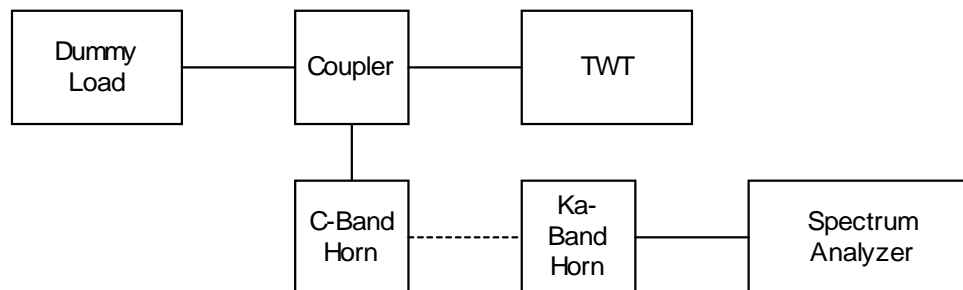 Dummy
Load
Coupler
TWT
C-Band
Horn
Ka-
Band
Horn
Spectrum
Analyzer